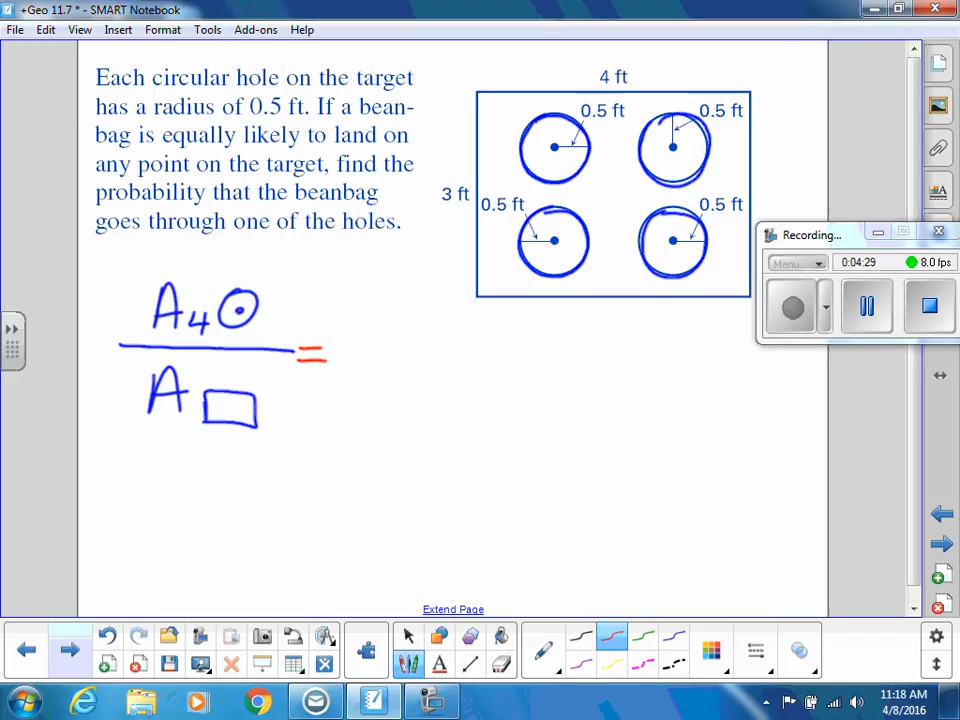 +Geo 11.7 * - SMART Notebook
File Edit View Insert Format Tools Add-ons Help
Each circular hole on the target
has a radius of 0.5 ft. If a bean-
bag is equally likely to land on
any point on the target, find the
probability that the beanbag
goes through one of the holes.
4 ft
0.5 ft 0.5 ft
3 ft
0.5 ft 0.5 ft
Recording...
Menu 0:04:29 8.0 fps
A4
=
A
Extend Page
A
11:18 AM
4/8/2016